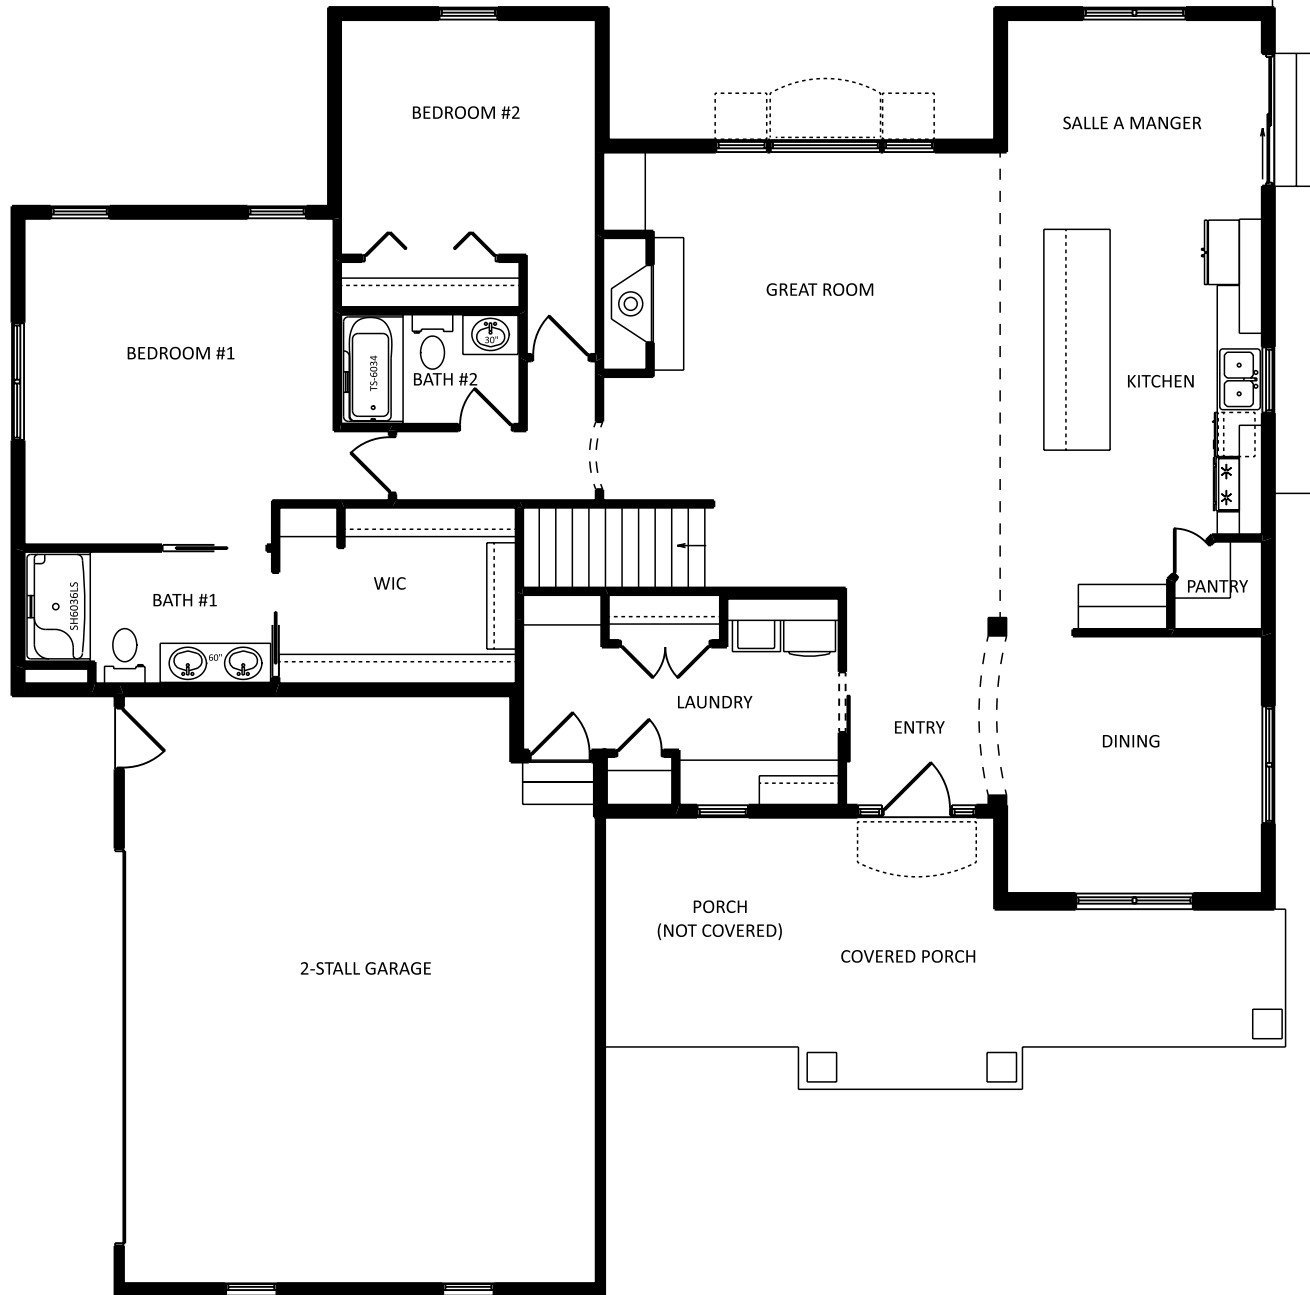 BEDROOM #2
SALLE A MANGER
GREAT ROOM
BEDROOM #1
30"
TS-6034
BATH #2
KITCHEN
WIC
PANTRY
SH6036LS
BATH #1
60"
LAUNDRY
ENTRY
DINING
PORCH
(NOT COVERED)
COVERED PORCH
2-STALL GARAGE